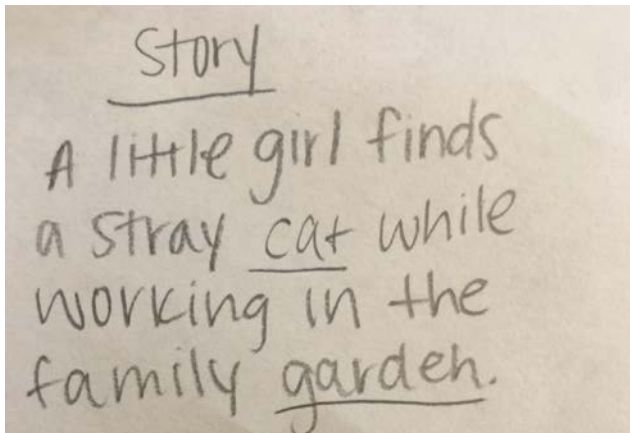 Story
A little girl finds
a stray cat while
working in the
family garden.